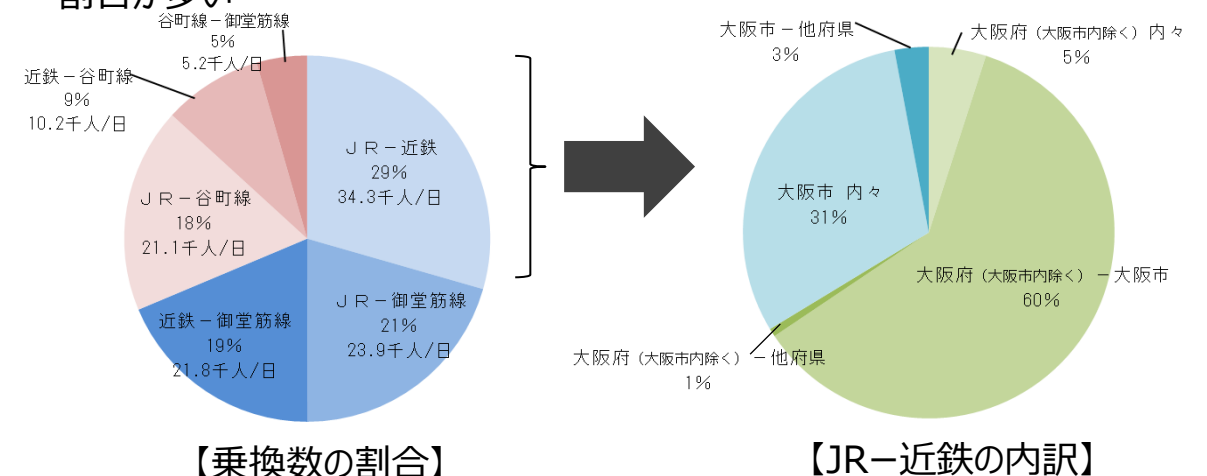 割合が多い
谷町線－御堂筋線
5%
5.2千人/日
近鉄－谷町線
9%
10.2千人/日
ＪＲ－近鉄
29%
34.3千人/日
ＪＲ－谷町線
18%
21.1千人/日
ＪＲ－御堂筋線
21%
23.9千人/日
近鉄－御堂筋線
19%
21.8千人/日
【乗換数の割合】
大阪市－他府県
3%
大阪府（大阪市内除く）内々
5%
大阪市 内々
31%
大阪府（大阪市内除く）－大阪市
60%
大阪府（大阪市内除く）－他府県
1%
【JR－近鉄の内訳】